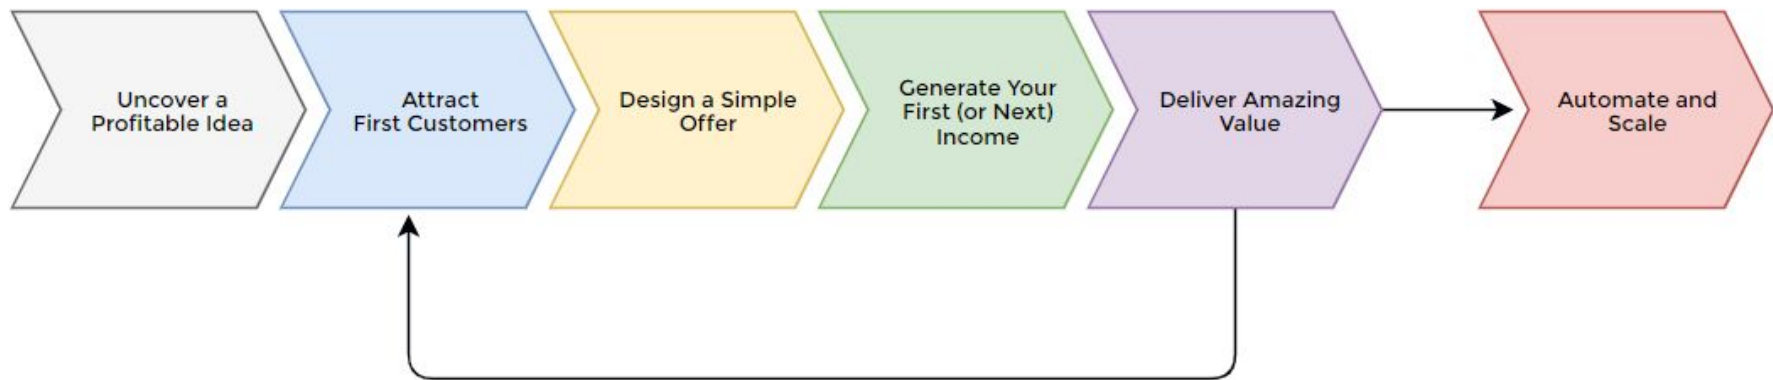 Uncover a
Profitable Idea
Attract
First Customers
Design a Simple
Offer
Generate Your
First (or Next)
Income
Deliver Amazing
Value
Automate and
Scale